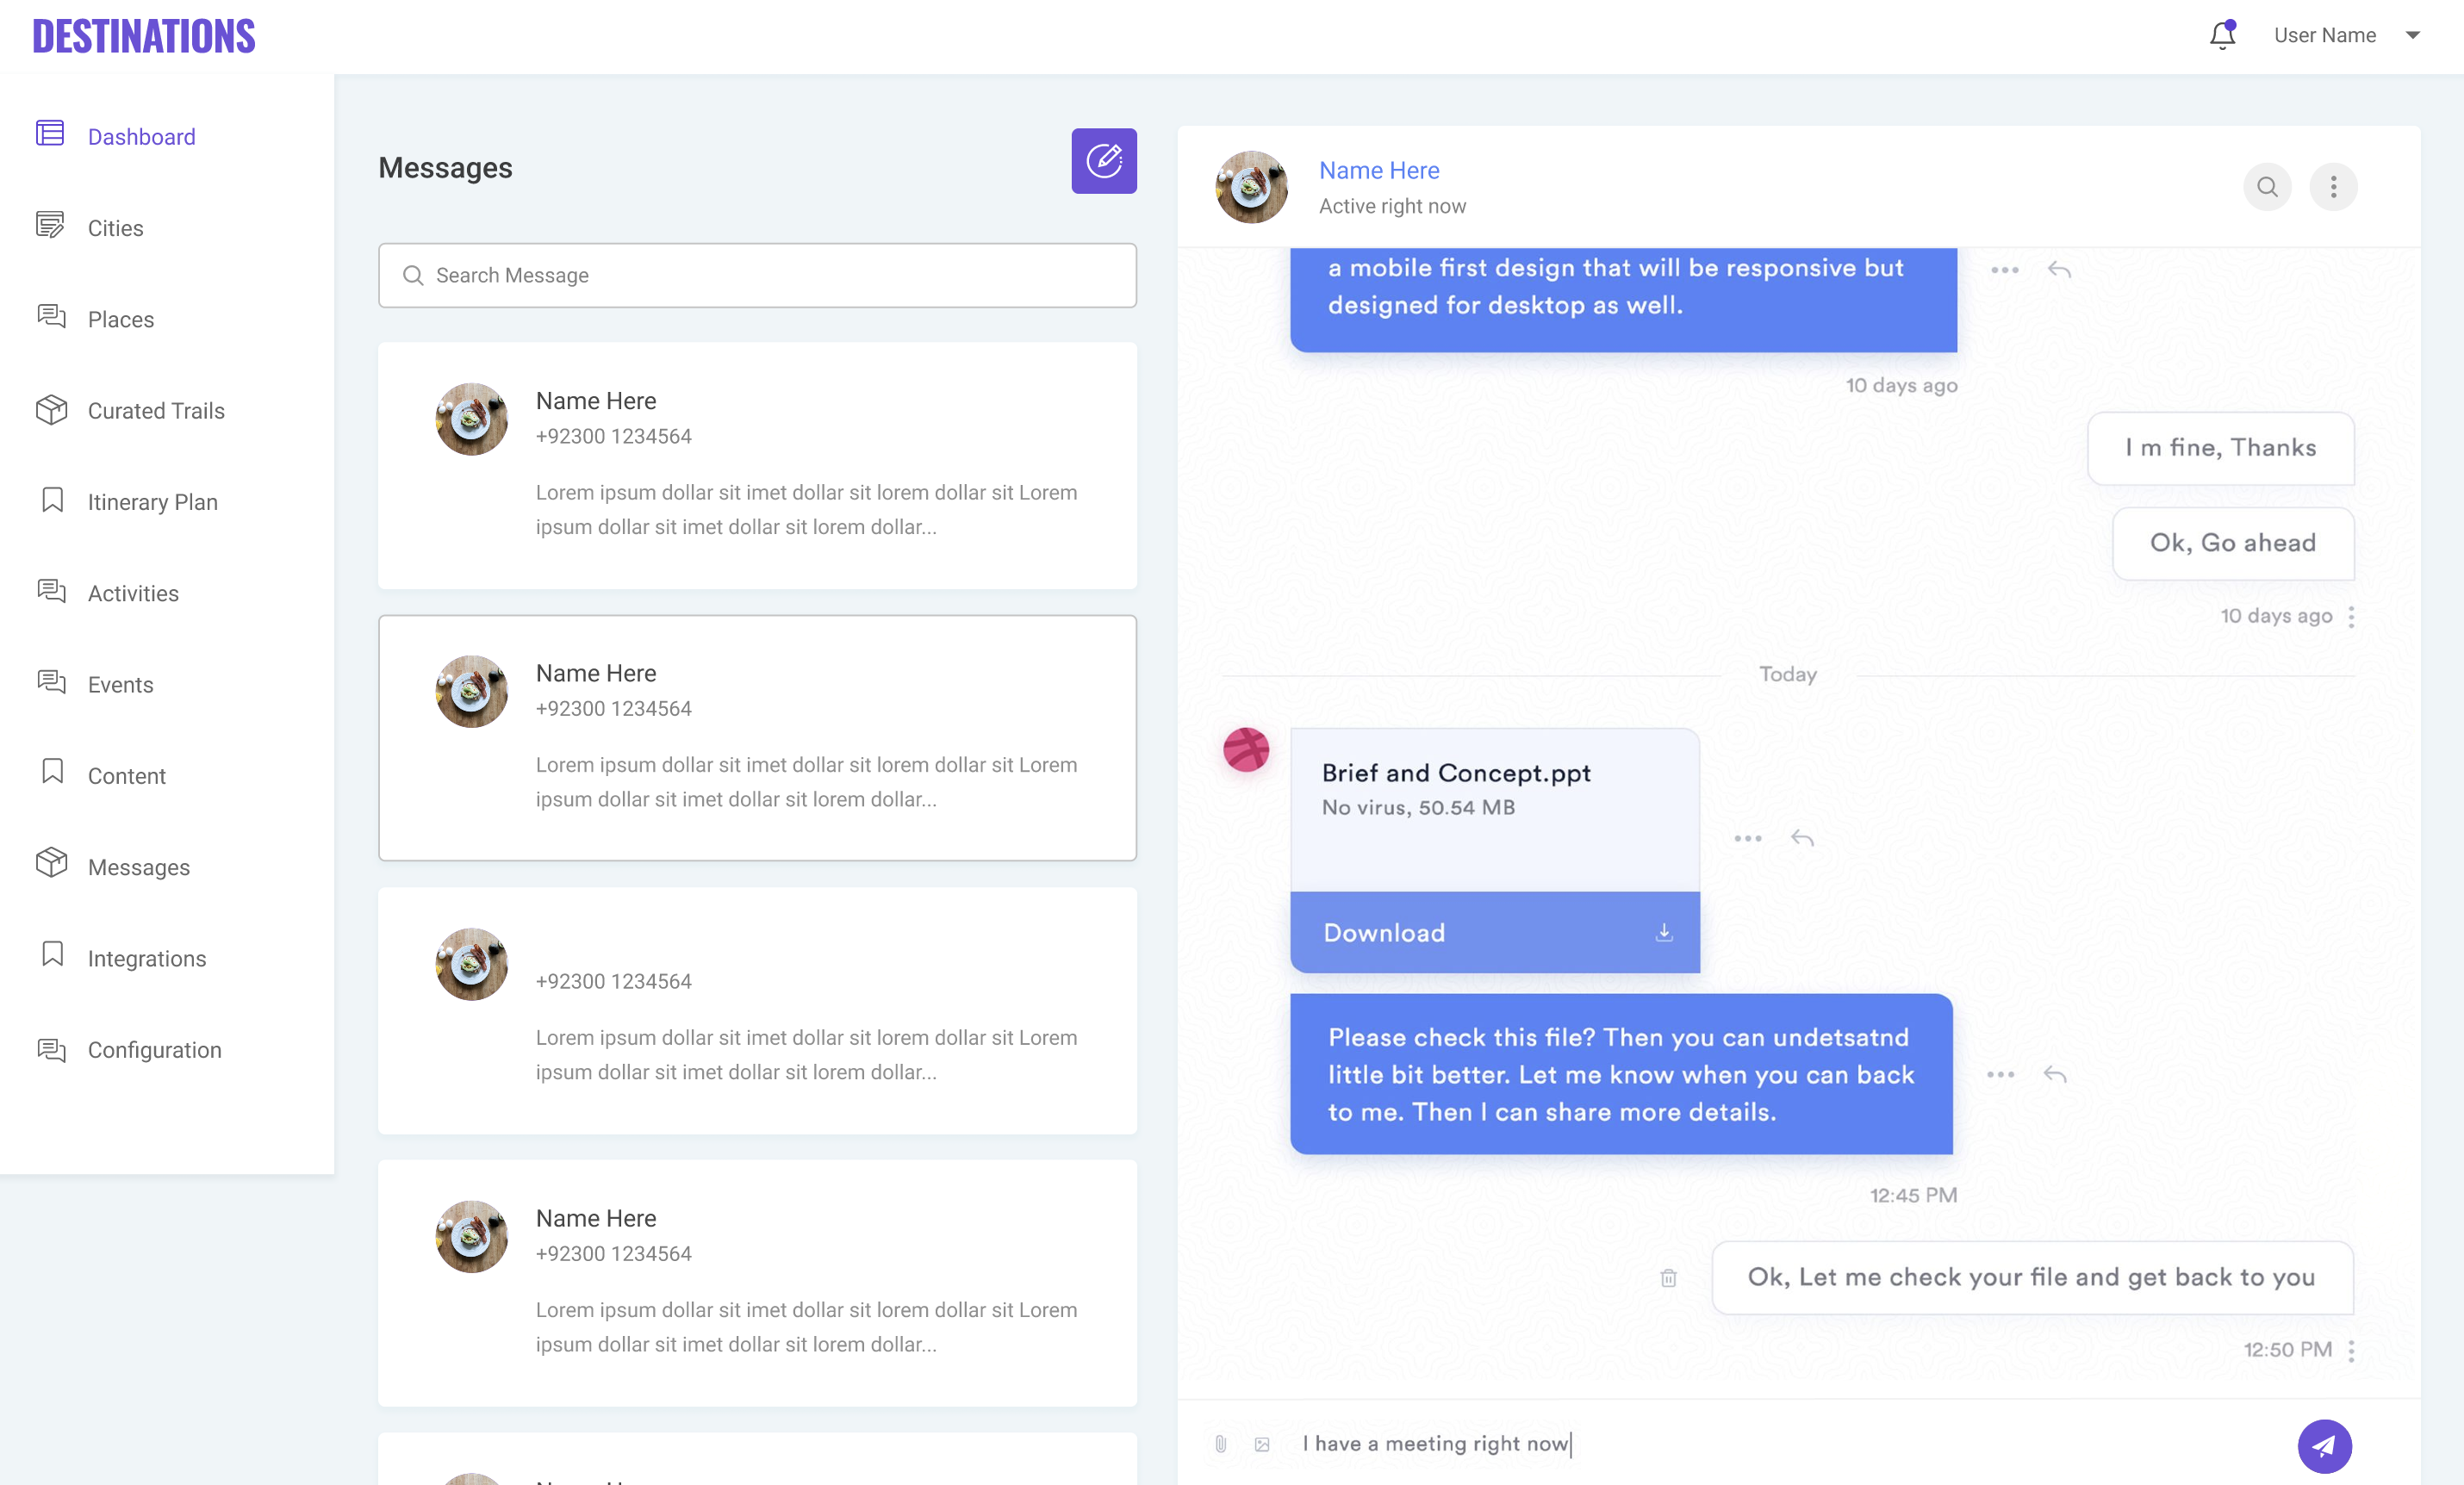 DESTINATIONS
User Name
Dashboard
Cities
Places
Curated Trails
Itinerary Plan
Activities
Events
Content
Messages
Integrations
Configuration
Messages
Search Message
Name Here
+92300 1234564
Lorem ipsum dollar sit imet dollar sit lorem dollar sit Lorem
ipsum dollar sit imet dollar sit lorem dollar...
Name Here
+92300 1234564
Lorem ipsum dollar sit imet dollar sit lorem dollar sit Lorem
ipsum dollar sit imet dollar sit lorem dollar...
+92300 1234564
Lorem ipsum dollar sit imet dollar sit lorem dollar sit Lorem
ipsum dollar sit imet dollar sit lorem dollar...
Name Here
+92300 1234564
Lorem ipsum dollar sit imet dollar sit lorem dollar sit Lorem
ipsum dollar sit imet dollar sit lorem dollar...
Name Here
Active right now
a mobile first design that will be responsive but
designed for desktop as well.
10 days ago
I m fine, Thanks
Ok, Go ahead
10 days ago
Today
Brief and Concept.ppt
No virus, 50.54 MB
Download
Please check this file? Then you can undetsatnd
little bit better. Let me know when you can back
to me. Then I can share more details.
12:45 PM
Ok, Let me check your file and get back to you
12:50 PM
I have a meeting right now